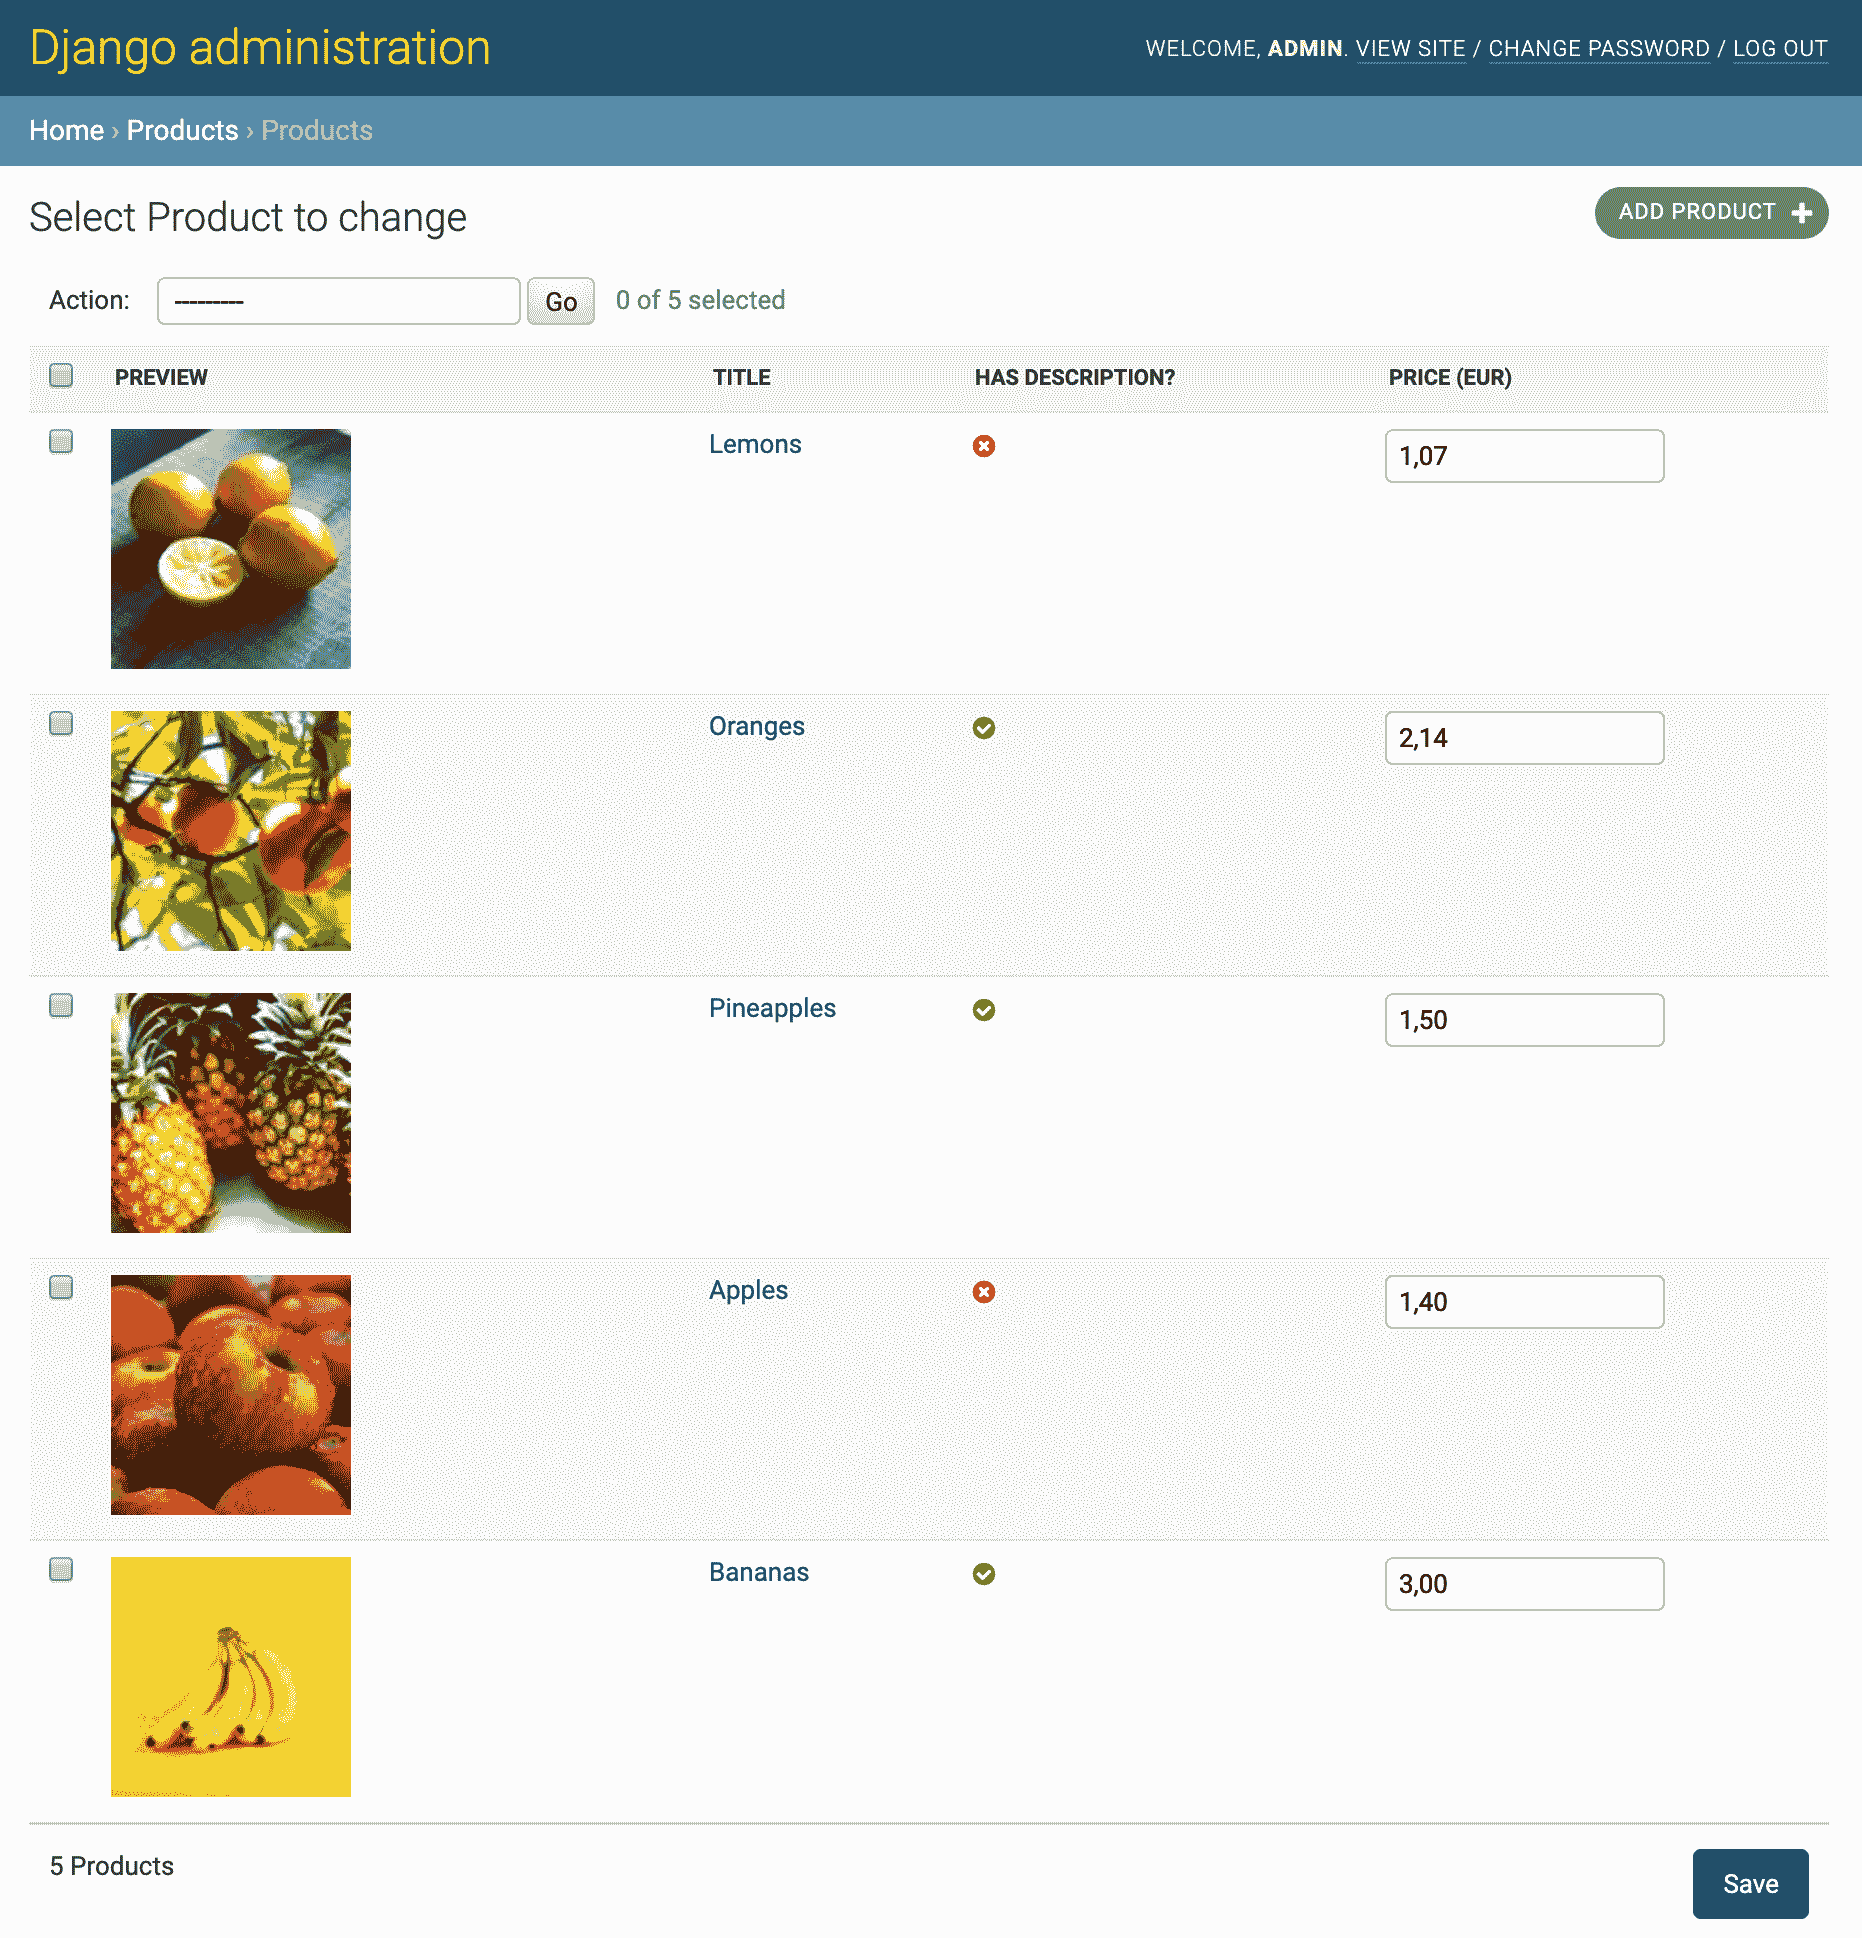 Django administration
WELCOME, ADMIN. VIEW SITE / CHANGE PASSWORD / LOG OUT
Home › Products › Products
Select Product to change
ADD PRODUCT
Action: --------- Go 0 of 5 selected
PREVIEW TITLE HAS DESCRIPTION? PRICE (EUR)
Lemons 1,07
Oranges 2,14
Pineapples 1,50
Apples 1,40
Bananas 3,00
5 Products
Save